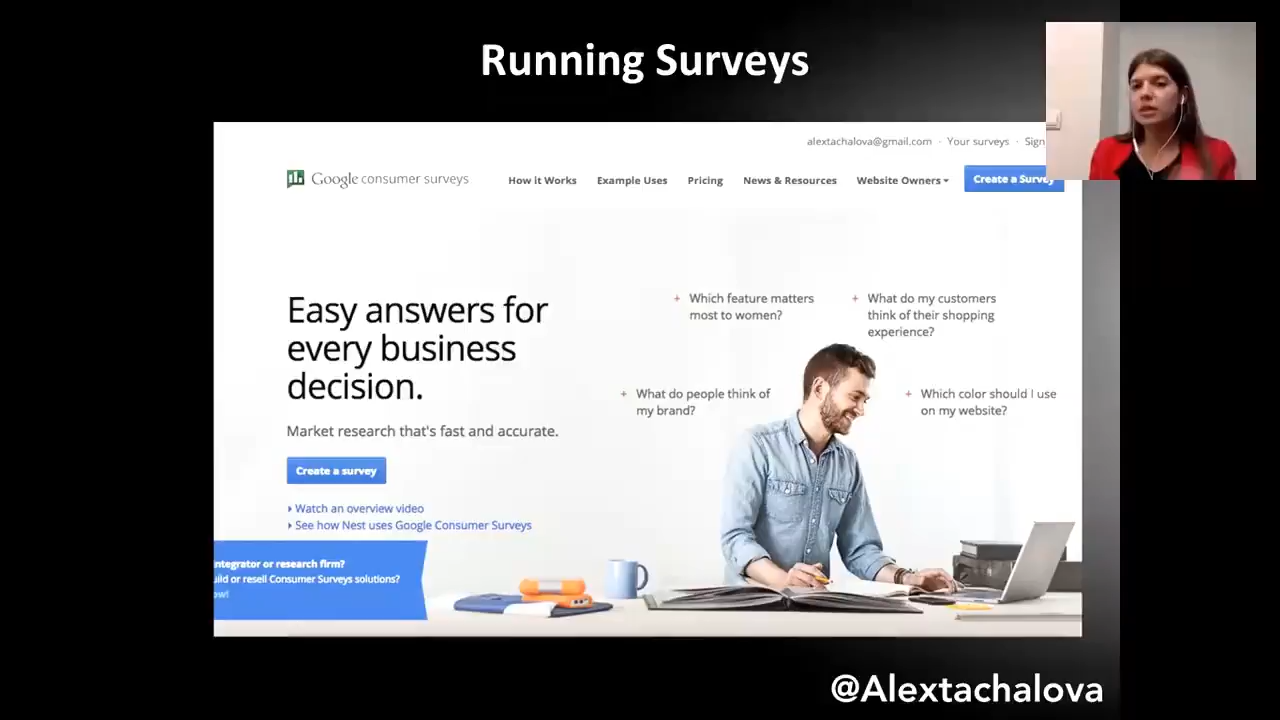 Running Surveys
alextachalova@gmail.com · Your surveys · Sign
Google consumer surveys
How it Works
Example Uses
Pricing
News & Resources
Website Owners
Create a Survey
Easy answers for
every business
decision.
Market research that's fast and accurate.
Create a survey
Watch an overview video
See how Nest uses Google Consumer Surveys
+ Which feature matters
most to women?
+ What do my customers
think of their shopping
experience?
+ What do people think of
my brand?
+ Which color should I use
on my website?
integrator or research firm?
or resell Consumer Surveys solutions?
@Alextachalova